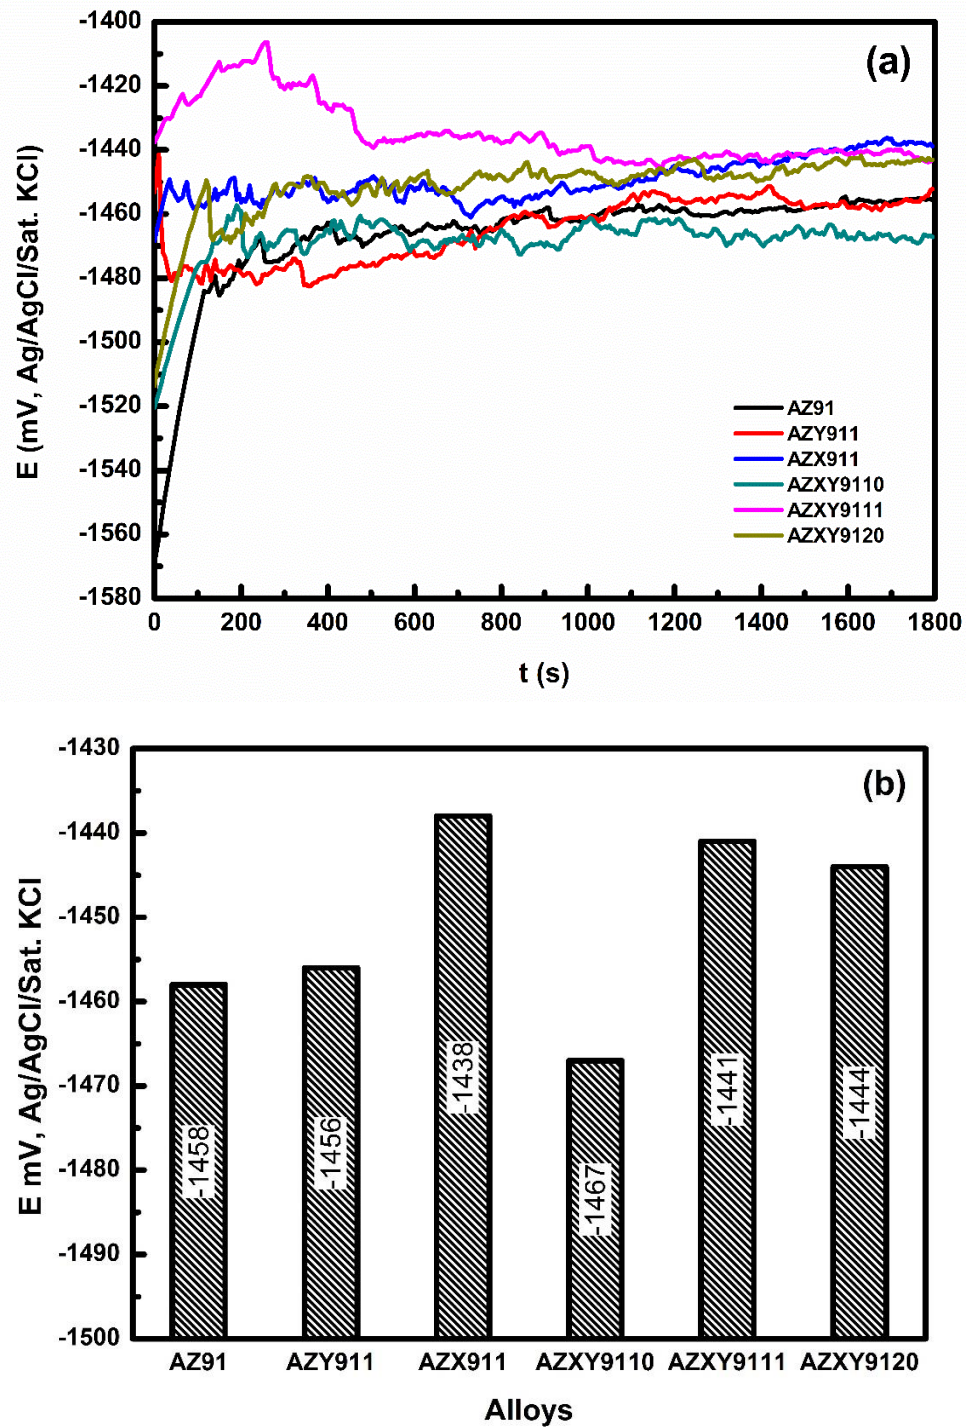 (a)
E (mV, Ag/AgCl/Sat. KCl)
-1400
-1420
-1440
-1460
-1480
-1500
-1520
-1540
-1560
-1580
AZ91
AZY911
AZX911
AZXY9110
AZXY9111
AZXY9120
0 200 400 600 800 1000 1200 1400 1600 1800
t (s)
(b)
E mV, Ag/AgCl/Sat. KCl
-1430
-1440
-1450
-1460
-1470
-1480
-1490
-1500
-1458 -1456 -1438 -1467 -1441 -1444
AZ91 AZY911 AZX911 AZXY9110 AZXY9111 AZXY9120
Alloys